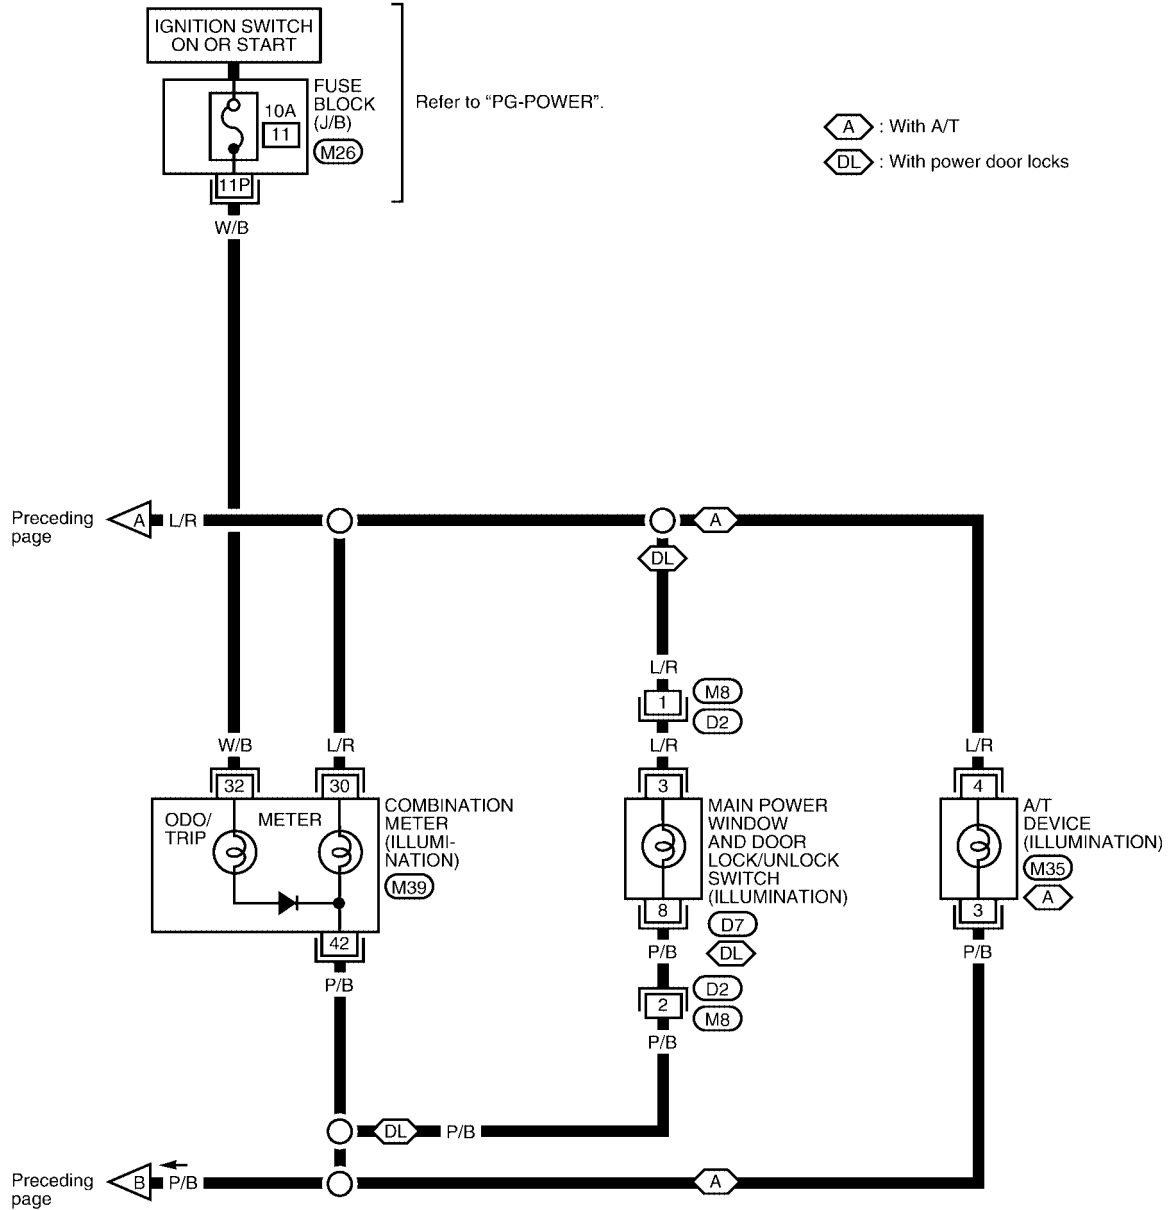 IGNITION SWITCH
ON OR START
FUSE
BLOCK
(J/B)
10A
11
M26
11P
W/B
Refer to “PG-POWER”.
A : With A/T
DL : With power door locks
Preceding
page
A
L/R
A
DL
L/R
1
M8
D2
W/B
L/R
L/R
L/R
32
30
3
4
ODO/
TRIP
METER
COMBINATION
METER
(ILLUMI-
NATION)
M39
MAIN POWER
WINDOW
AND DOOR
LOCK/UNLOCK
SWITCH
(ILLUMINATION)
D7
DL
A/T
DEVICE
(ILLUMINATION)
M35
A
42
8
3
P/B
P/B
P/B
2
D2
M8
P/B
DL
P/B
Preceding
page
B
P/B
A